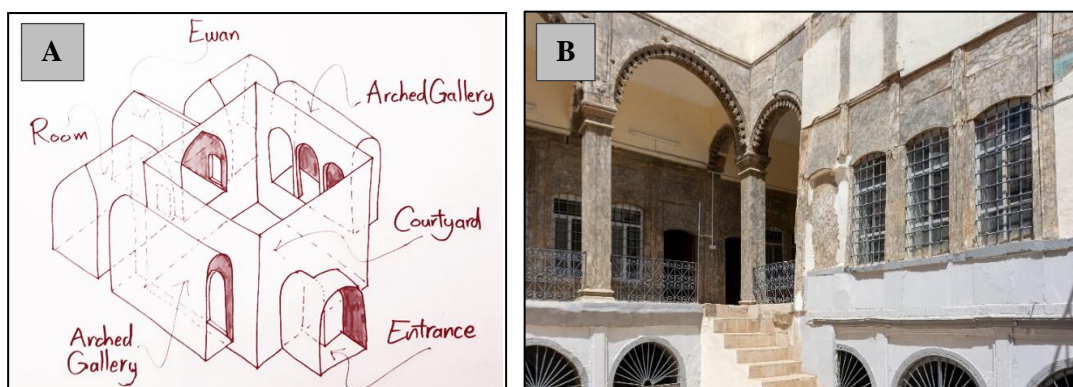 A
Ewan
Arched Gallery
Room
Courtyard
Arched
Gallery
Entrance
B